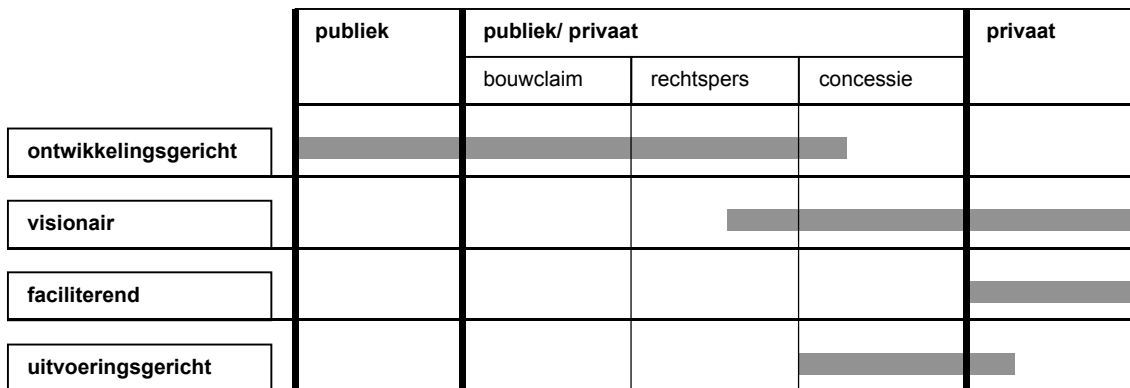 publiek publiek/ privaat privaat
bouwclaim rechtspers concessie
ontwikkelingsgericht
visionair
faciliterend
uitvoeringsgericht